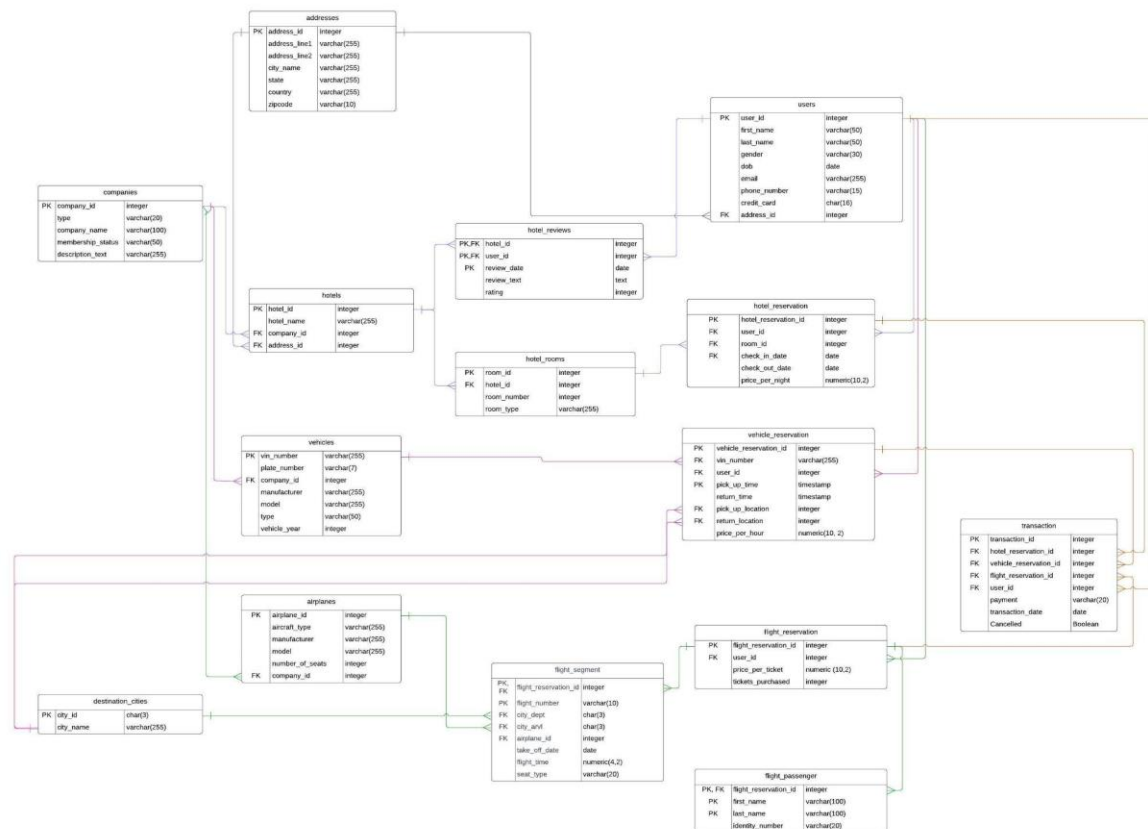 addresses
PK address_id integer
address_line1 varchar(255)
address_line2 varchar(255)
city_name varchar(255)
state varchar(255)
country varchar(255)
zipcode varchar(10)
users
PK user_id integer
first_name varchar(50)
last_name varchar(50)
gender varchar(30)
dob date
email varchar(255)
phone_number varchar(15)
credit_card char(16)
FK address_id integer
companies
PK company_id integer
type varchar(20)
company_name varchar(100)
membership_status varchar(50)
description_text varchar(255)
hotel_reviews
PK,FK hotel_id integer
PK,FK user_id integer
PK review_date date
review_text text
rating integer
hotels
PK hotel_id integer
hotel_name varchar(255)
FK company_id integer
FK address_id integer
hotel_reservation
PK hotel_reservation_id integer
FK user_id integer
FK room_id integer
FK check_in_date date
check_out_date date
price_per_night numeric(10,2)
hotel_rooms
PK room_id integer
FK hotel_id integer
room_number integer
room_type varchar(255)
vehicles
PK vin_number varchar(255)
plate_number varchar(7)
FK company_id integer
manufacturer varchar(255)
model varchar(255)
type varchar(50)
vehicle_year integer
vehicle_reservation
PK vehicle_reservation_id integer
FK vin_number varchar(255)
FK user_id integer
PK pick_up_time timestamp
return_time timestamp
FK pick_up_location integer
FK return_location integer
price_per_hour numeric(10, 2)
transaction
PK transaction_id integer
FK hotel_reservation_id integer
FK vehicle_reservation_id integer
FK flight_reservation_id integer
FK user_id integer
payment varchar(20)
transaction_date date
Cancelled Boolean
airplanes
PK airplane_id integer
aircraft_type varchar(255)
manufacturer varchar(255)
model varchar(255)
number_of_seats integer
FK company_id integer
flight_reservation
PK flight_reservation_id integer
FK user_id integer
price_per_ticket numeric (10,2)
tickets_purchased integer
destination_cities
PK city_id char(3)
city_name varchar(255)
flight_segment
PK, FK flight_reservation_id integer
PK flight_number varchar(10)
FK city_dept char(3)
FK city_arvl char(3)
FK airplane_id integer
take_off_date date
flight_time numeric(4,2)
seat_type varchar(20)
flight_passenger
PK, FK flight_reservation_id integer
PK first_name varchar(100)
PK last_name varchar(100)
identity_number varchar(20)